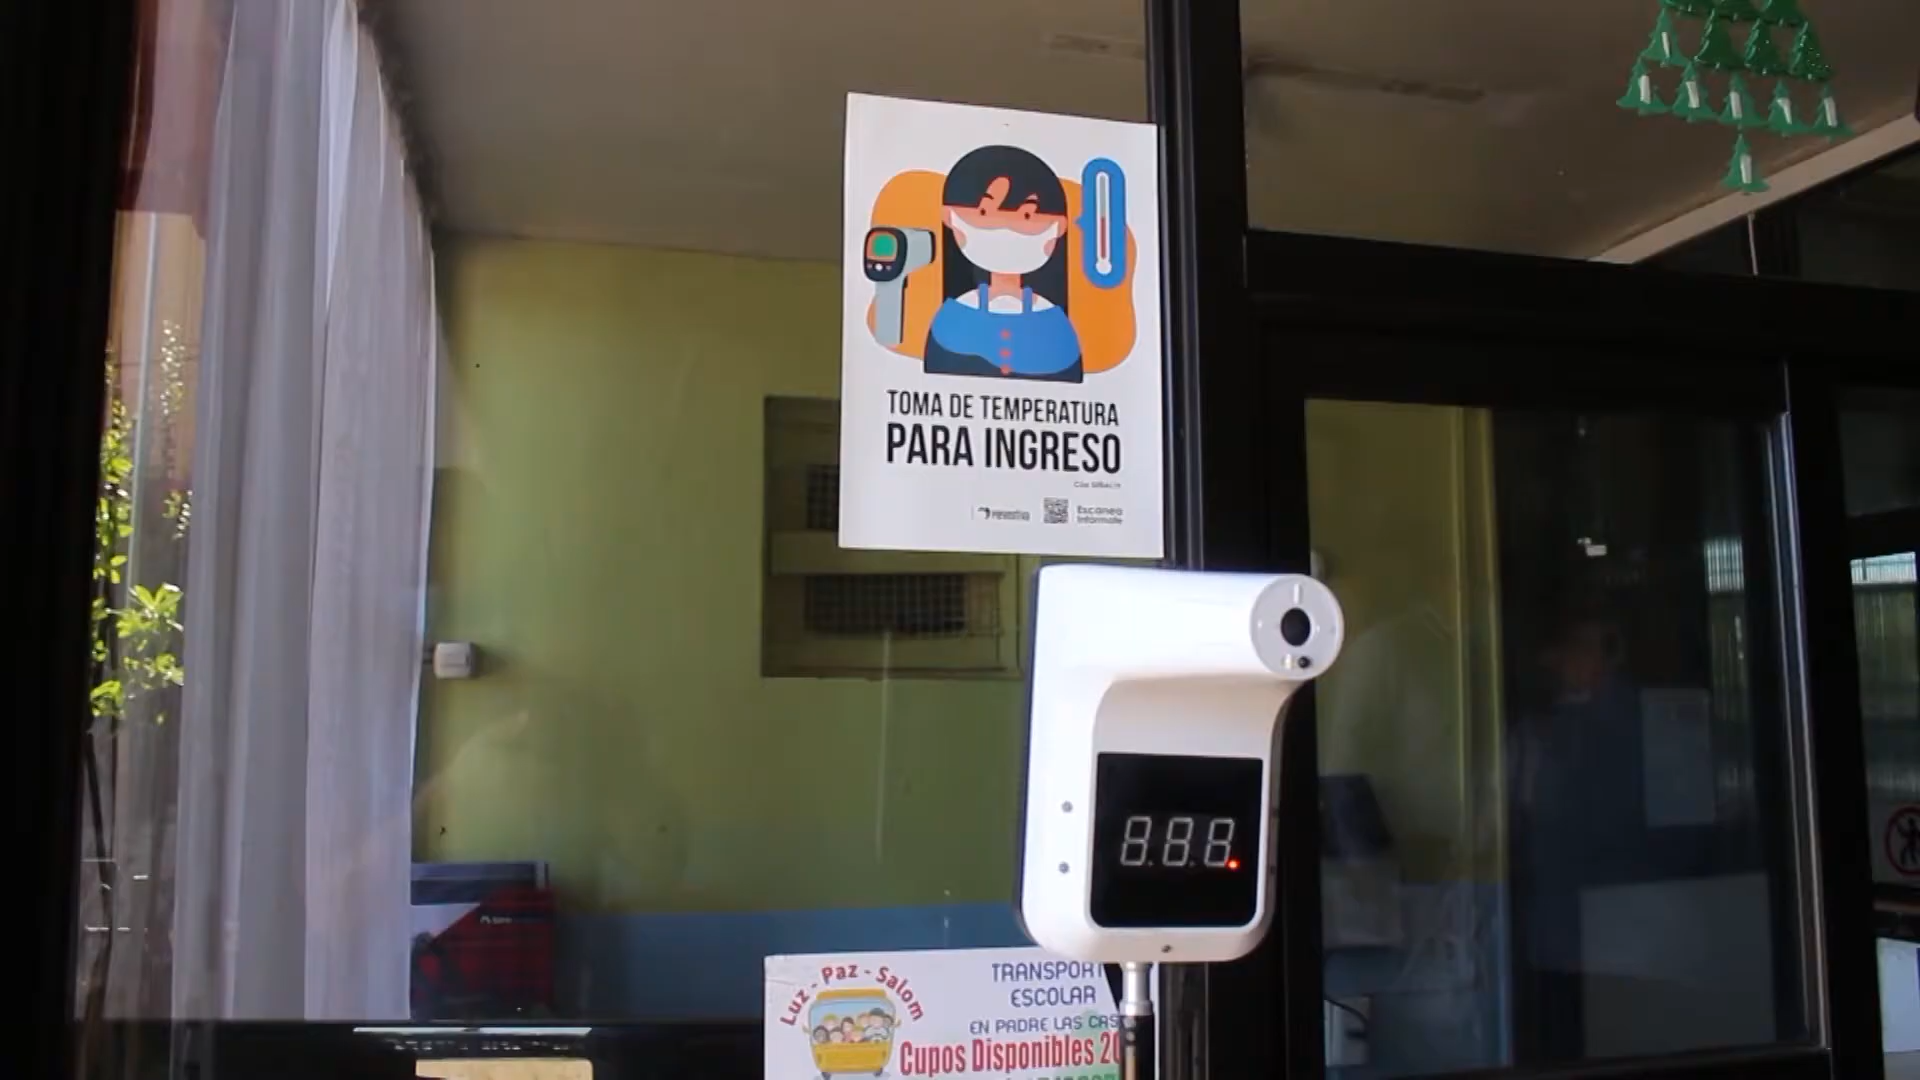 TOMA DE TEMPERATURA
PARA INGRESO
Preventiva
Escanea
Infórmate
8.8.8.
Luz - Paz - Salom
TRANSPORT
ESCOLAR
EN PADRE LAS CAS
Cupos Disponibles 20